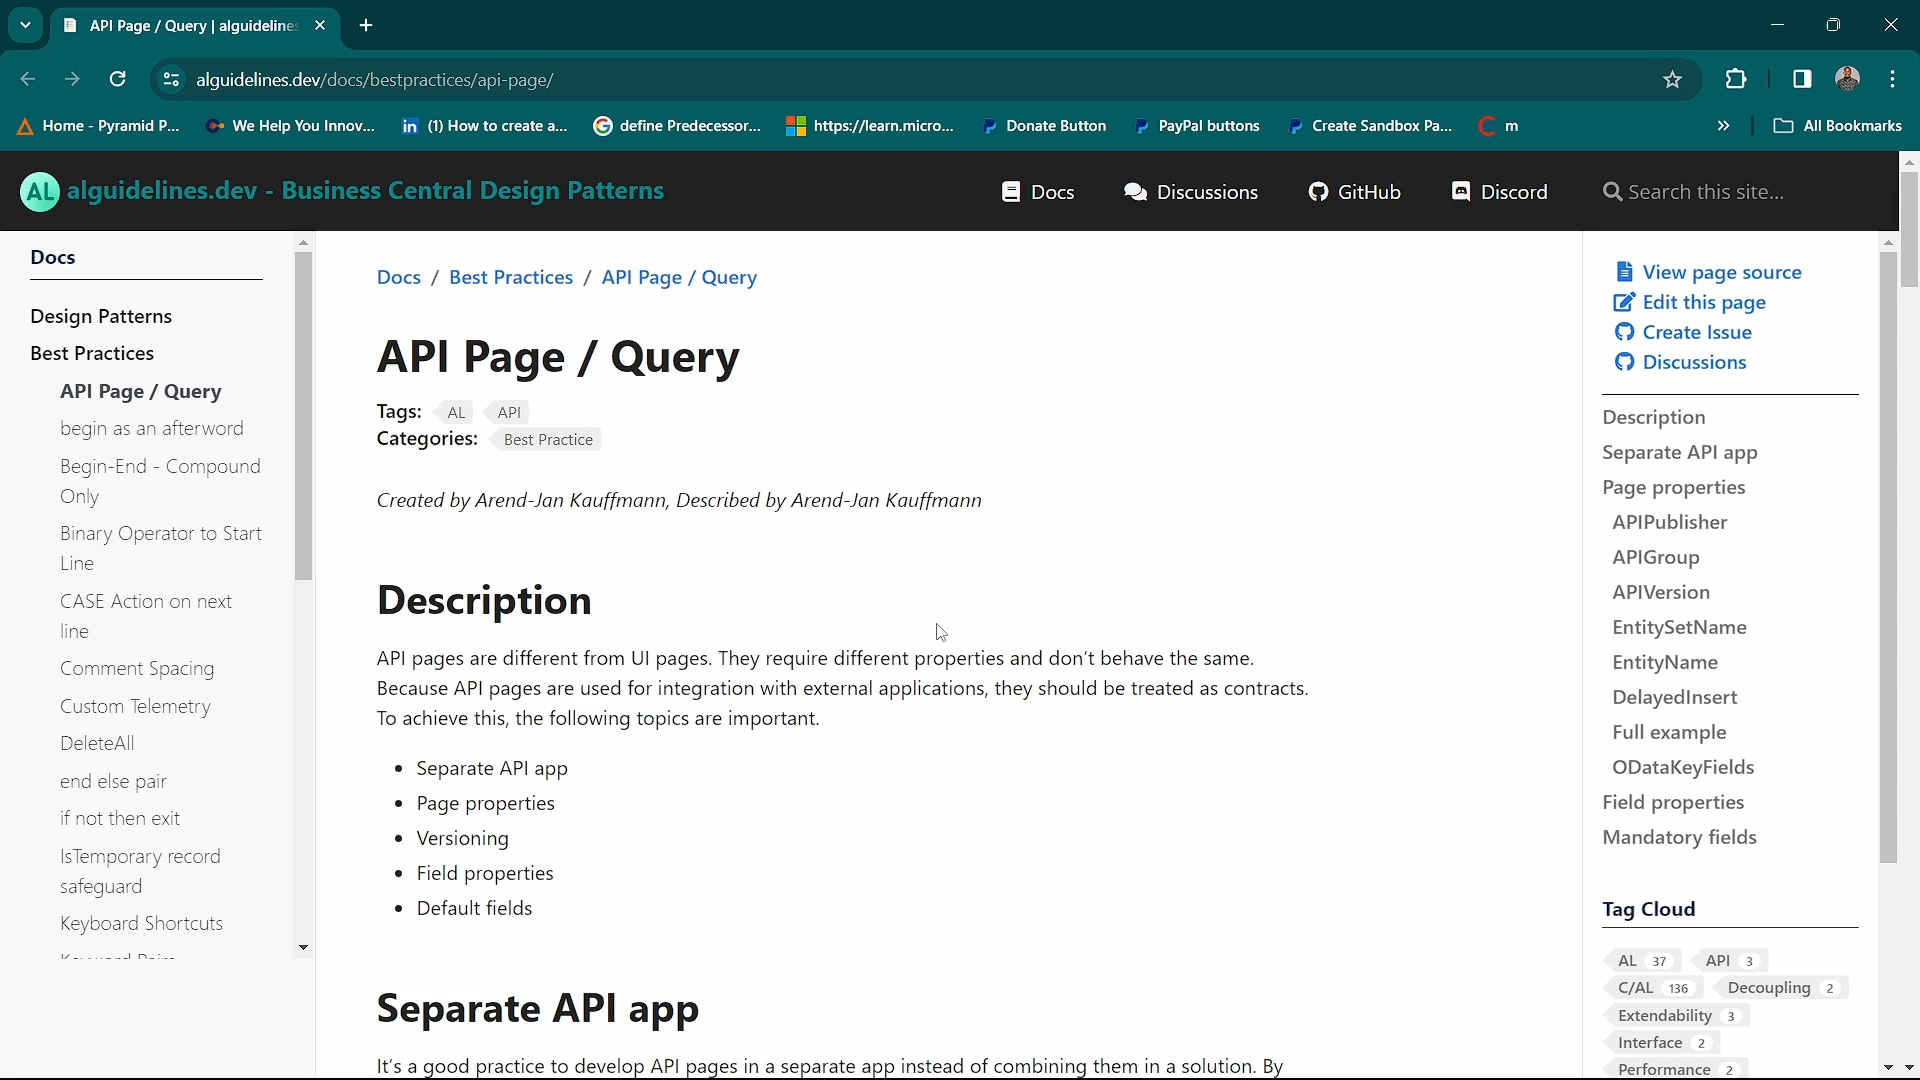 API Page / Query | alguidelines
alguidelines.dev/docs/bestpractices/api-page/
Home - Pyramid P...
We Help You Innov...
(1) How to create a...
define Predecessor...
https://learn.micro...
Donate Button
PayPal buttons
Create Sandbox Pa...
m
All Bookmarks
AL alguidelines.dev - Business Central Design Patterns
Docs
Discussions
GitHub
Discord
Search this site...
Docs
Design Patterns
Best Practices
API Page / Query
begin as an afterword
Begin-End - Compound
Only
Binary Operator to Start
Line
CASE Action on next
line
Comment Spacing
Custom Telemetry
DeleteAll
end else pair
if not then exit
IsTemporary record
safeguard
Keyboard Shortcuts
Docs / Best Practices / API Page / Query
API Page / Query
Tags: AL API
Categories: Best Practice
Created by Arend-Jan Kauffmann, Described by Arend-Jan Kauffmann
Description
API pages are different from UI pages. They require different properties and don't behave the same.
Because API pages are used for integration with external applications, they should be treated as contracts.
To achieve this, the following topics are important.
• Separate API app
• Page properties
• Versioning
• Field properties
• Default fields
Separate API app
It's a good practice to develop API pages in a separate app instead of combining them in a solution. By
View page source
Edit this page
Create Issue
Discussions
Description
Separate API app
Page properties
APIPublisher
APIGroup
APIVersion
EntitySetName
EntityName
DelayedInsert
Full example
ODataKeyFields
Field properties
Mandatory fields
Tag Cloud
AL 37 API 3
C/AL 136 Decoupling 2
Extendability 3
Interface 2
Performance 2